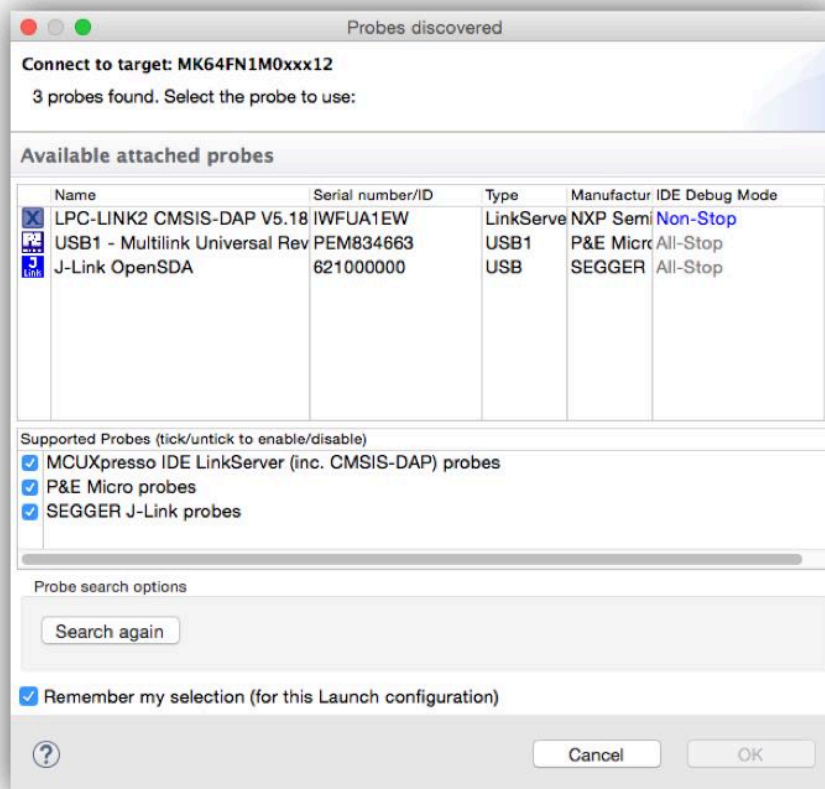 Probes discovered
Connect to target: MK64FN1M0xxx12
3 probes found. Select the probe to use:
Available attached probes
Name Serial number/ID Type Manufactur IDE Debug Mode
X LPC-LINK2 CMSIS-DAP V5.18 IWFUA1EW LinkServe NXP Semi Non-Stop
USB1 - Multilink Universal Rev PEM834663 USB1 P&E Micro All-Stop
J Link J-Link OpenSDA 621000000 USB SEGGER All-Stop
Supported Probes (tick/untick to enable/disable)
MCUXpresso IDE LinkServer (inc. CMSIS-DAP) probes
P&E Micro probes
SEGGER J-Link probes
Probe search options
Search again
Remember my selection (for this Launch configuration)
? Cancel OK